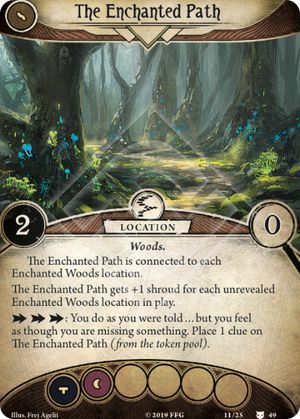 The Enchanted Path
2
LOCATION
0
Woods.
The Enchanted Path is connected to each
Enchanted Woods location.
The Enchanted Path gets +1 shroud for each unrevealed
Enchanted Woods location in play.
: You do as you were told…but you feel
as though you are missing something. Place 1 clue on
The Enchanted Path (from the token pool).
Illus. Frej Agelii
© 2019 FFG
11/25
49